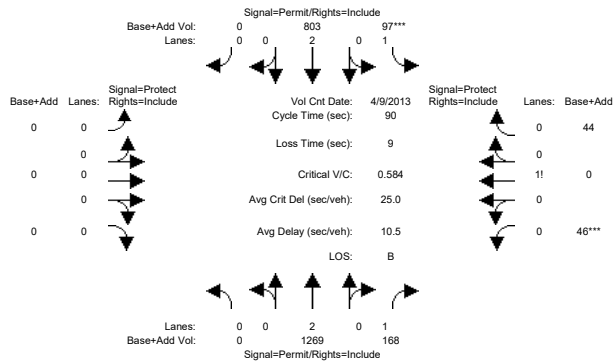 Signal=Permit/Rights=Include
Base+Add Vol: 0 803 97***
Lanes: 0 0 2 0 1
Signal=Protect Signal=Protect
Base+Add Lanes: Rights=Include Vol Cnt Date: 4/9/2013 Rights=Include Lanes: Base+Add
Cycle Time (sec): 90
0 0 0 44
Loss Time (sec): 9
0 0
0 0 Critical V/C: 0.584 1! 0
0 Avg Crit Del (sec/veh): 25.0 0
0 0 Avg Delay (sec/veh): 10.5 0 46***
LOS: B
Lanes: 0 0 2 0 1
Base+Add Vol: 0 1269 168
Signal=Permit/Rights=Include